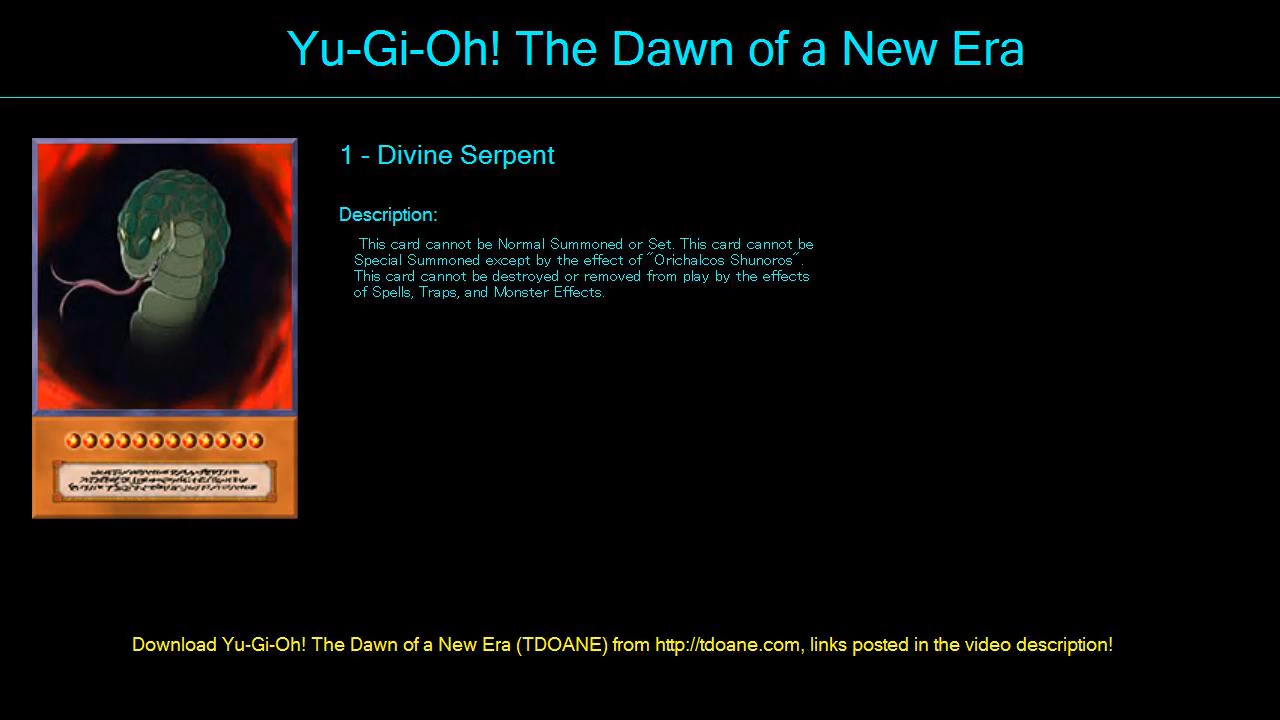 Yu-Gi-Oh! The Dawn of a New Era
1 - Divine Serpent
Description:
This card cannot be Normal Summoned or Set. This card cannot be
Special Summoned except by the effect of "Orichalcos Shunoros".
This card cannot be destroyed or removed from play by the effects
of Spells, Traps, and Monster Effects.
Download Yu-Gi-Oh! The Dawn of a New Era (TDOANE) from http://tdoane.com, links posted in the video description!